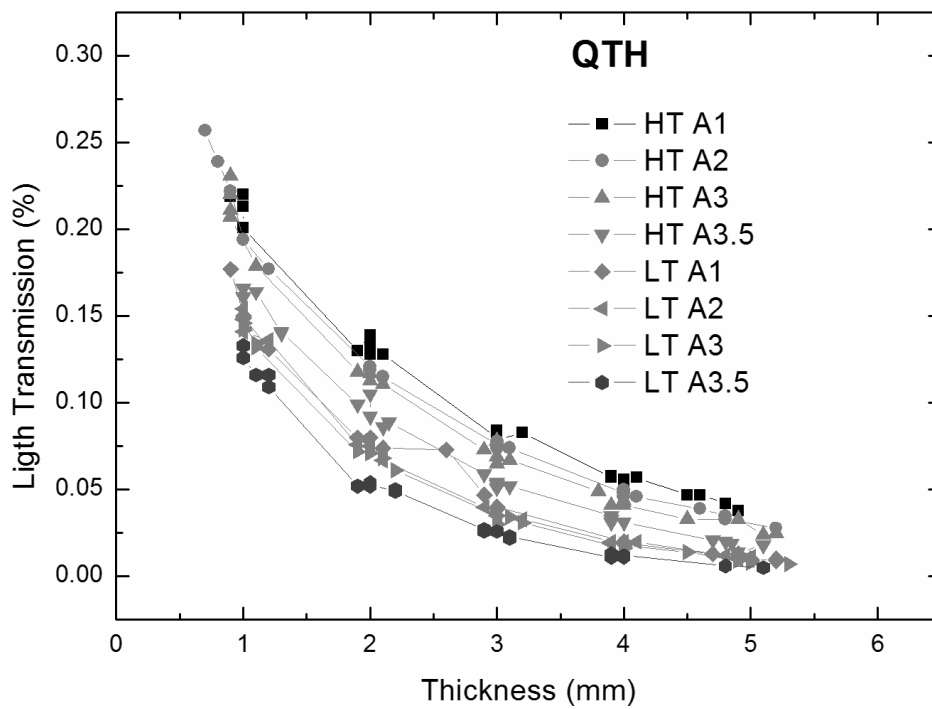 QTH
HT A1
HT A2
HT A3
HT A3.5
LT A1
LT A2
LT A3
LT A3.5
Ligth Transmission (%)
0.30
0.25
0.20
0.15
0.10
0.05
0.00
0 1 2 3 4 5 6
Thickness (mm)